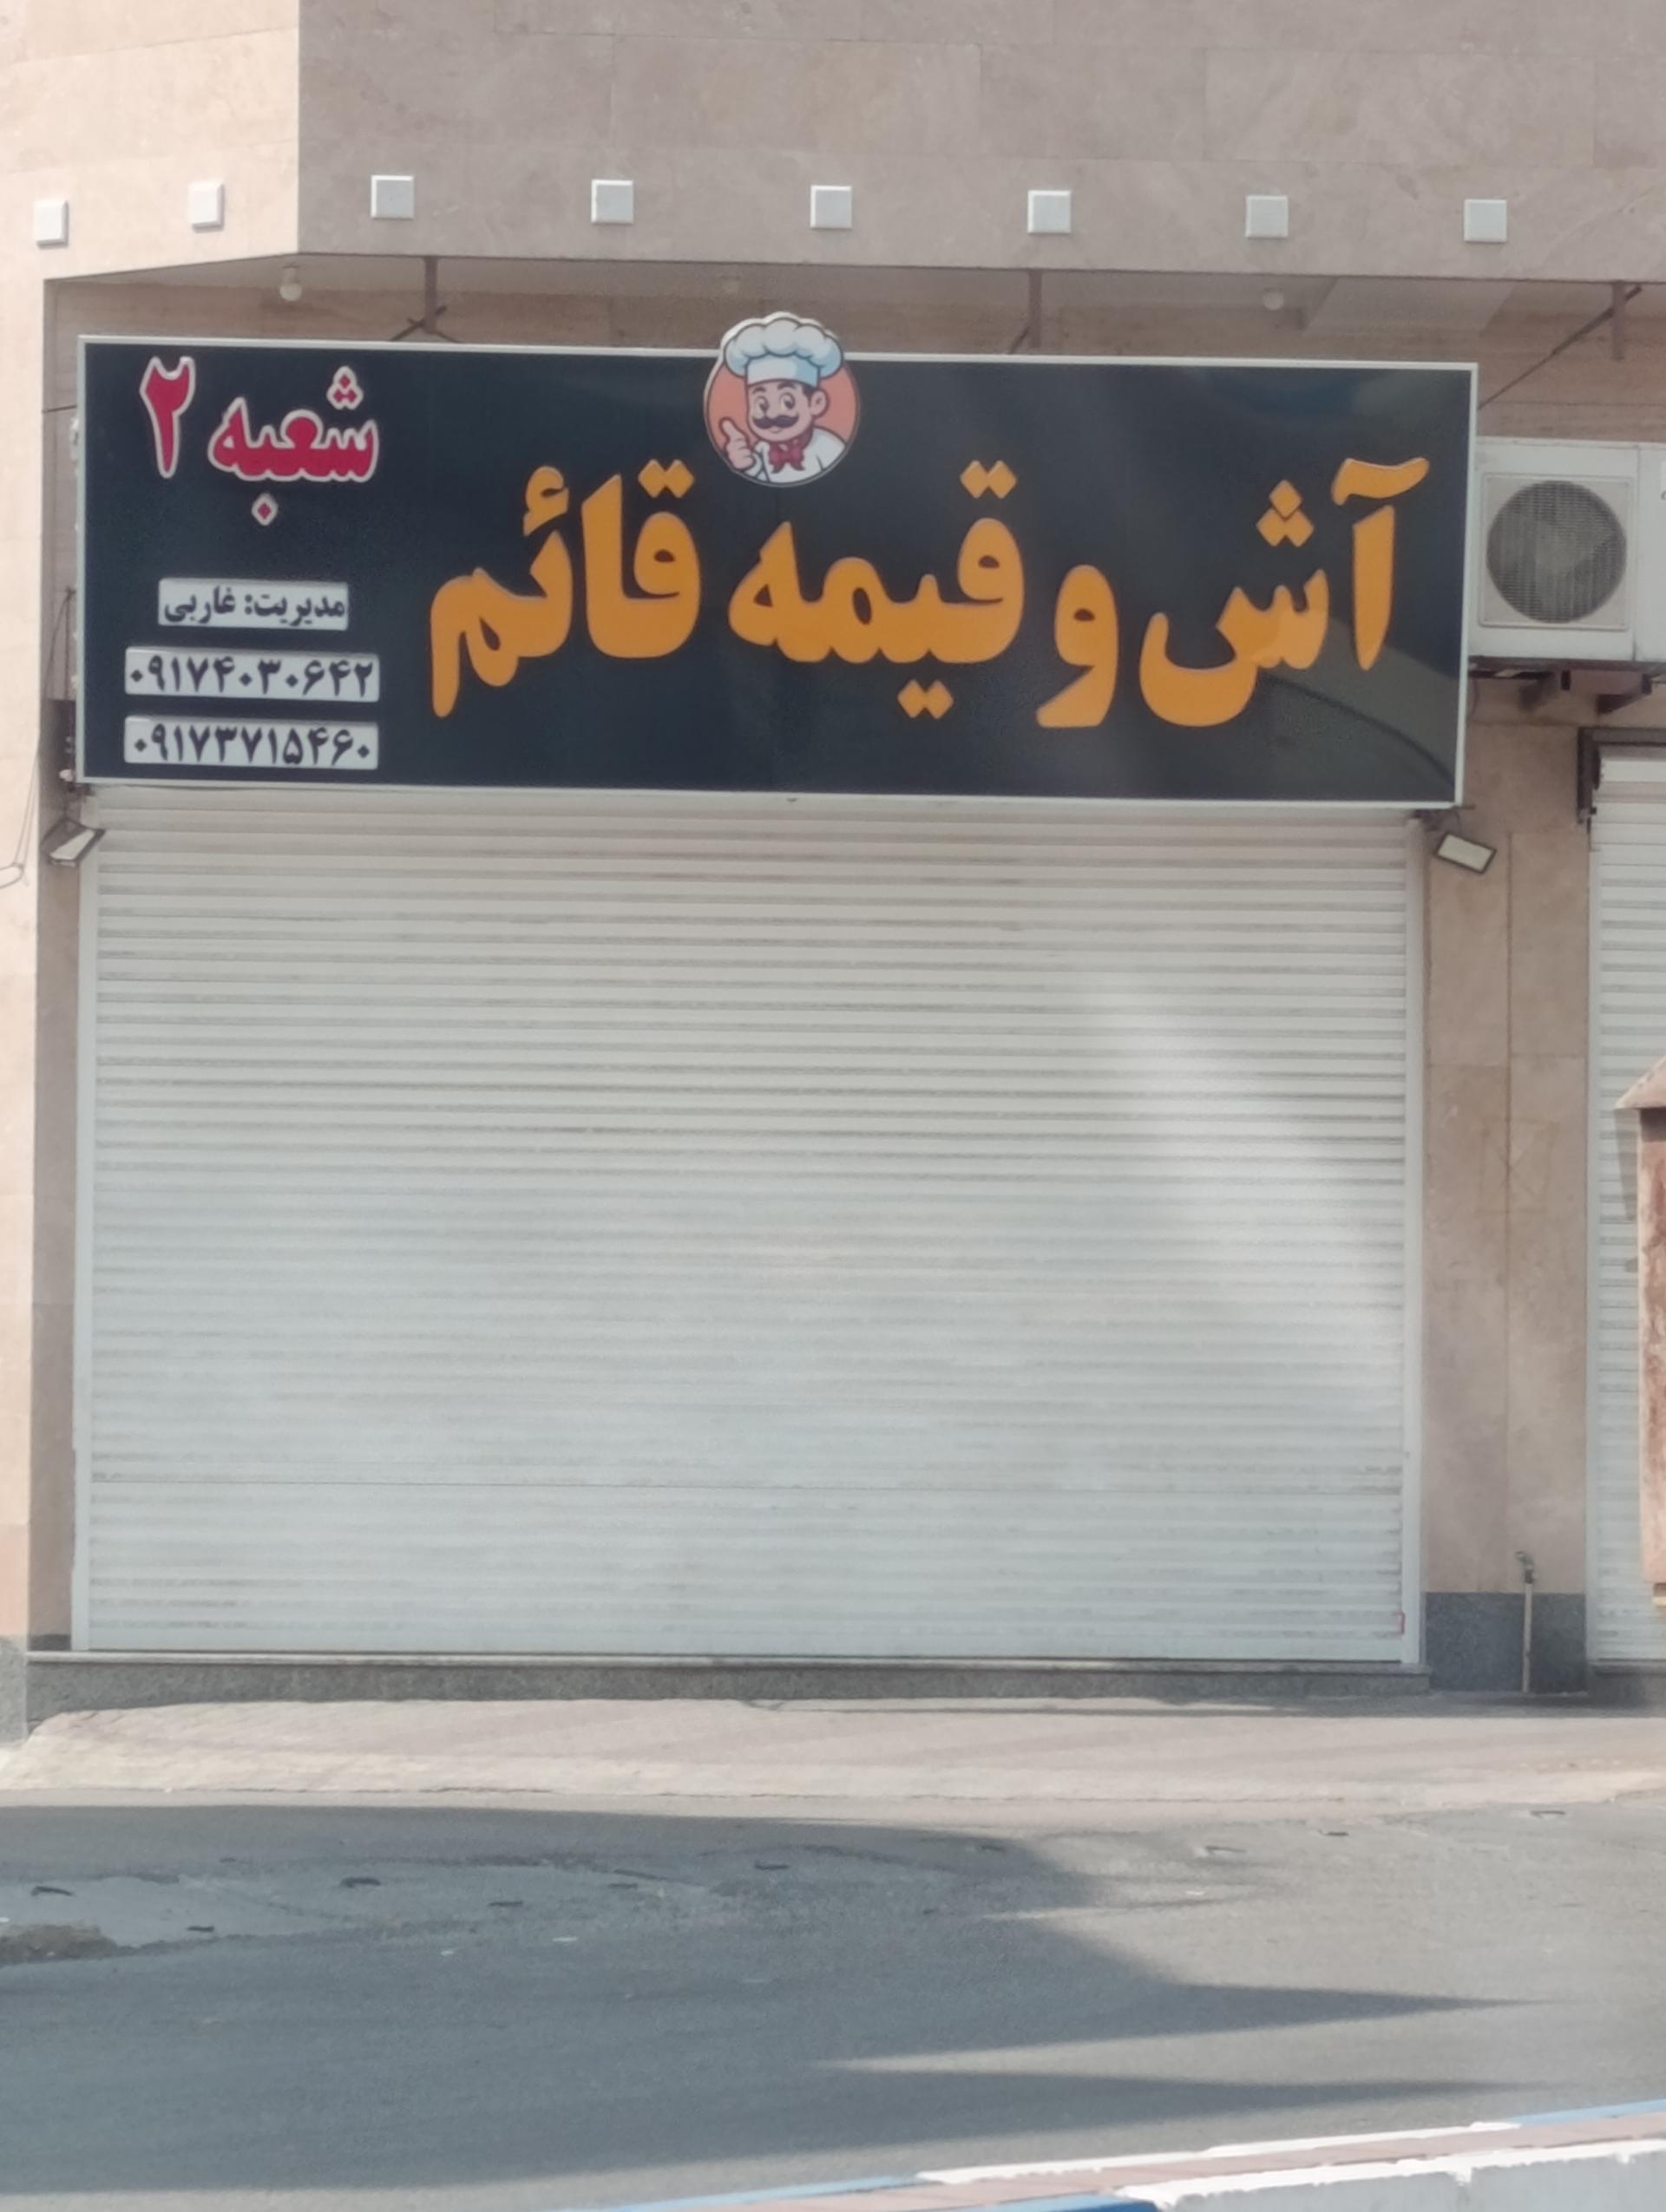 آش و قیمه قائم
شعبه ۲
مدیریت: غاربی
۰۹۱۷۴۰۳۰۶۴۲
۰۹۱۷۳۷۱۵۴۶۰